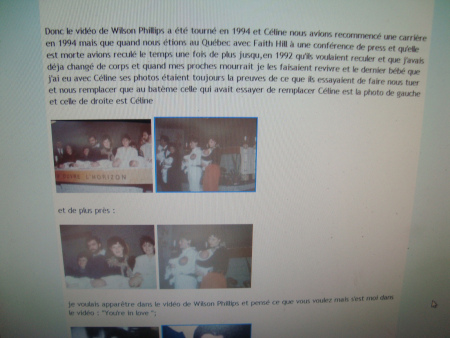 Donc le vidéo de Wilson Phillips a été tourné en 1994 et Céline nous avions recommencé une carrière
en 1994 mais que quand nous étions au Québec avec Faith Hill à une conférence de press et qu'elle
est morte avions reculé le temps une fois de plus jusqu,en 1992 qu'ils voulaient reculer et que j'avais
déja changé de corps et quand mes proches mourrait je les faisaient revivre et le dernier bébé que
j'ai eu avec Céline ses photos étaient toujours la preuves de ce que ils essayaient de faire nous tuer
et nous remplacer que au batème celle qui avait essayer de remplacer Céline est la photo de gauche
et celle de droite est Céline
L'HORIZON
et de plus près :
Je voulais apparêtre dans le vidéo de Wilson Phillips et pensé ce que vous voulez mais c'est moi dans
le vidéo : "You're in love ";